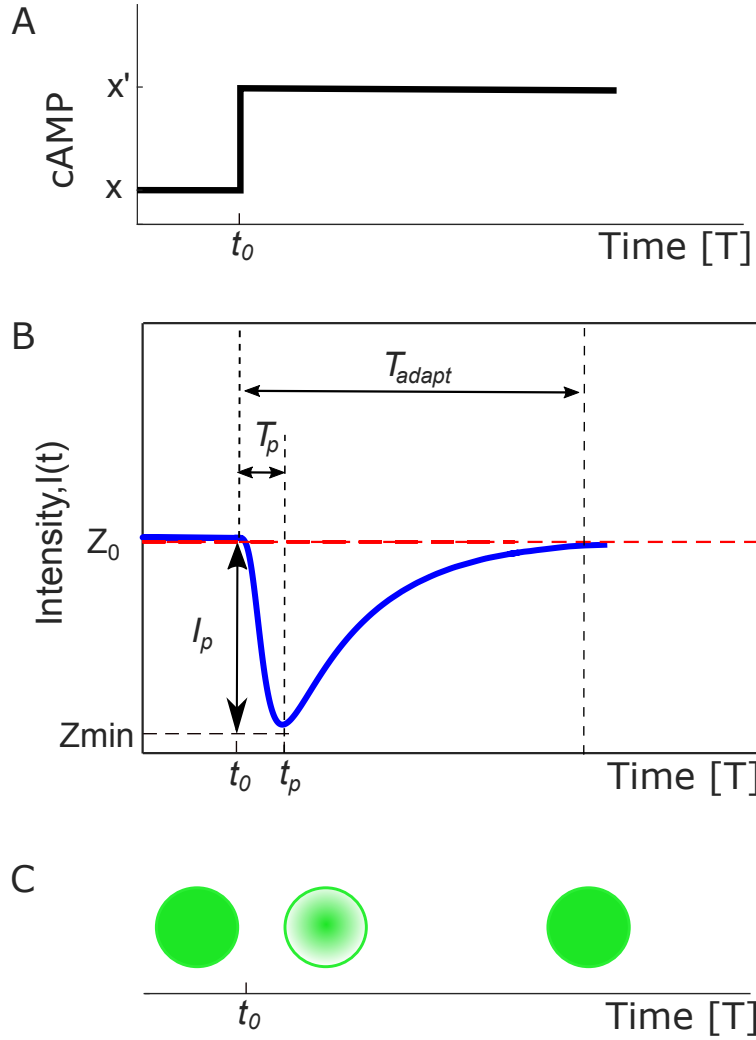 A
x'
cAMP
x
t0
Time [T]
B
Tadapt
Tp
Intensity,I(t)
Z0
Ip
Zmin
t0
tp
Time [T]
C
t0
Time [T]